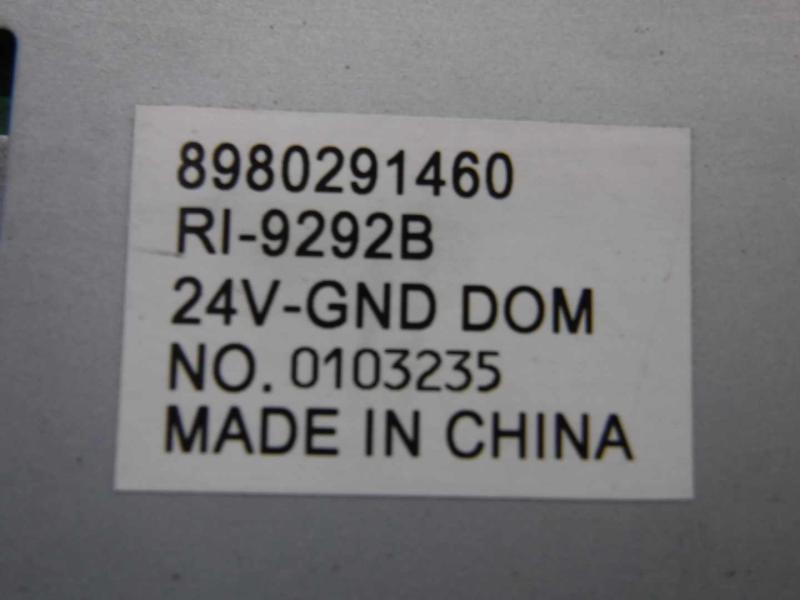 8980291460
RI-9292B
24V-GND DOM
NO. 0103235
MADE IN CHINA